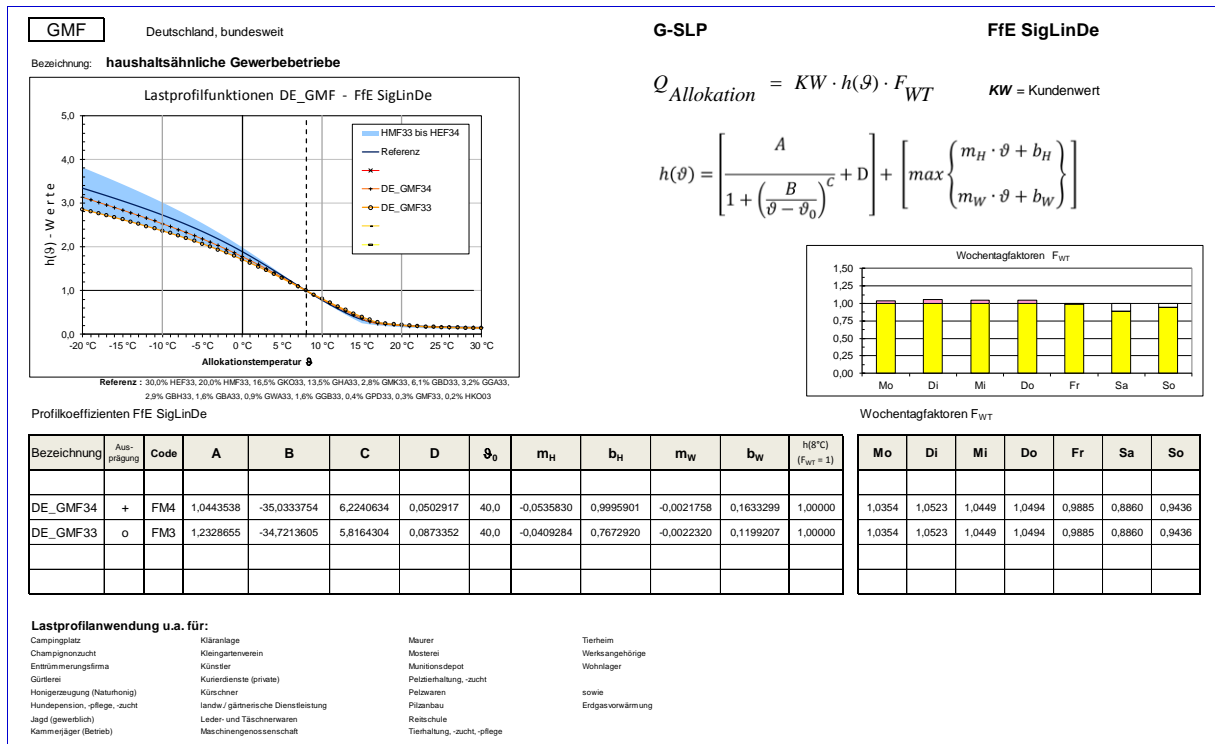 GMF
Deutschland, bundesweit
Bezeichnung: haushaltsähnliche Gewerbebetriebe
G-SLP
FfE SigLinDe
Q_Allokation = KW · h(ϑ) · F_WT
KW = Kundenwert
h(ϑ) = [ A / (1 + (B / (ϑ − ϑ_0))^C) + D ] + [ max { m_H · ϑ + b_H ; m_W · ϑ + b_W } ]
Lastprofilfunktionen DE_GMF - FfE SigLinDe
h(ϑ) - Werte
5,0
4,0
3,0
2,0
1,0
0,0
-20 °C -15 °C -10 °C -5 °C 0 °C 5 °C 10 °C 15 °C 20 °C 25 °C 30 °C
Allokationstemperatur ϑ
HMF33 bis HEF34
Referenz
DE_GMF34
DE_GMF33
Referenz : 30,0% HEF33, 20,0% HMF33, 16,5% GKO33, 13,5% GHA33, 2,8% GMK33, 6,1% GBD33, 3,2% GGA33,
2,9% GBH33, 1,6% GBA33, 0,9% GWA33, 1,6% GGB33, 0,4% GPD33, 0,3% GMF33, 0,2% HKO03
Wochentagfaktoren F_WT
1,50
1,25
1,00
0,75
0,50
0,25
0,00
Mo Di Mi Do Fr Sa So
Profilkoeffizienten FfE SigLinDe
Bezeichnung Aus-prägung Code A B C D ϑ_0 m_H b_H m_W b_W h(8°C) (F_WT = 1)
DE_GMF34 + FM4 1,0443538 -35,0333754 6,2240634 0,0502917 40,0 -0,0535830 0,9995901 -0,0021758 0,1633299 1,00000
DE_GMF33 o FM3 1,2328655 -34,7213605 5,8164304 0,0873352 40,0 -0,0409284 0,7672920 -0,0022320 0,1199207 1,00000
Wochentagfaktoren F_WT
Mo Di Mi Do Fr Sa So
1,0354 1,0523 1,0449 1,0494 0,9885 0,8860 0,9436
1,0354 1,0523 1,0449 1,0494 0,9885 0,8860 0,9436
Lastprofilanwendung u.a. für:
Campingplatz
Champignonzucht
Enttrümmerungsfirma
Gürtlerei
Honigerzeugung (Naturhonig)
Hundepension, -pflege, -zucht
Jagd (gewerblich)
Kammerjäger (Betrieb)
Kläranlage
Kleingartenverein
Künstler
Kurierdienste (private)
Kürschner
landw./ gärtnerische Dienstleistung
Leder- und Täschnerwaren
Maschinengenossenschaft
Maurer
Mosterei
Munitionsdepot
Pelztierhaltung, -zucht
Pelzwaren
Pilzanbau
Reitschule
Tierhaltung, -zucht, -pflege
Tierheim
Werksangehörige
Wohnlager
sowie
Erdgasvorwärmung